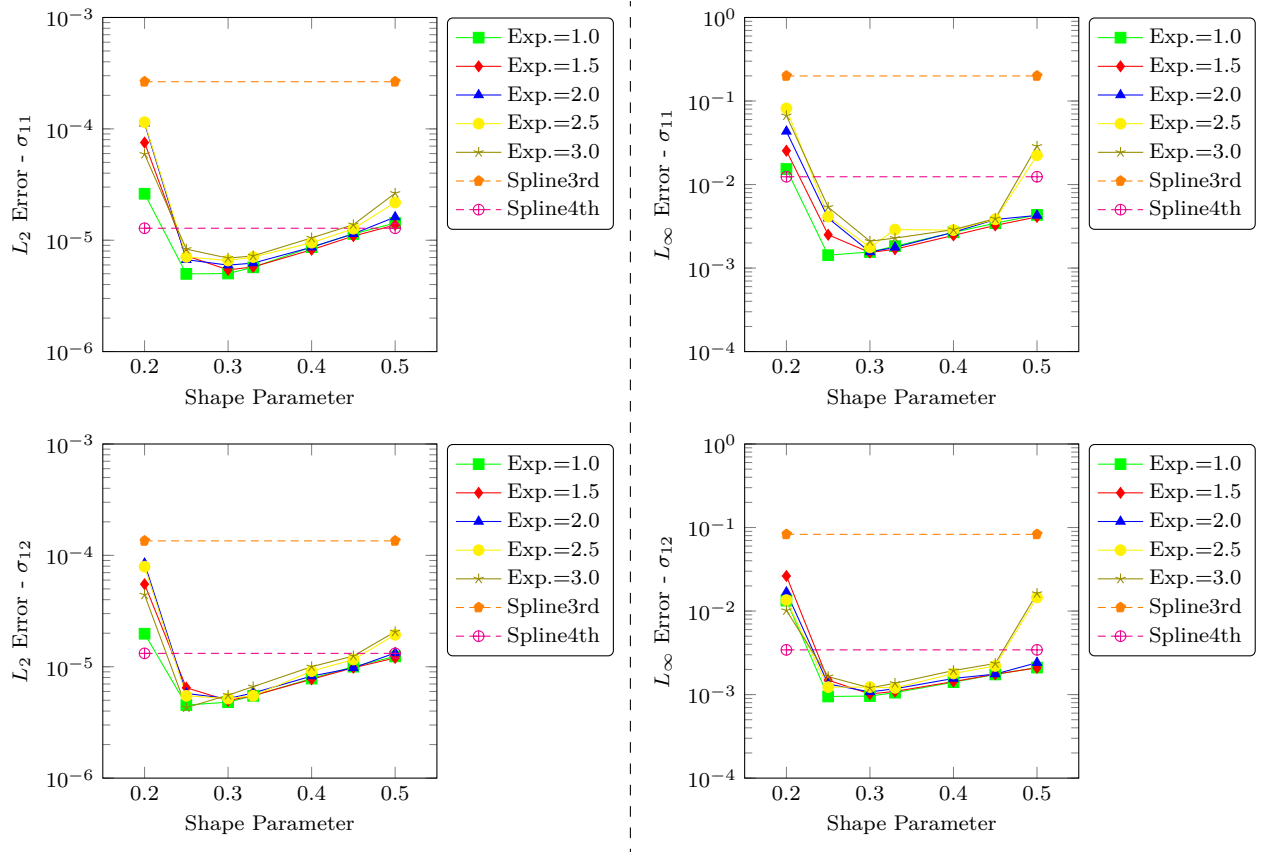 10⁻³
10⁻⁴
10⁻⁵
10⁻⁶
0.2 0.3 0.4 0.5
Shape Parameter
L₂ Error - σ₁₁
Exp.=1.0
Exp.=1.5
Exp.=2.0
Exp.=2.5
Exp.=3.0
Spline3rd
Spline4th
10⁰
10⁻¹
10⁻²
10⁻³
10⁻⁴
0.2 0.3 0.4 0.5
Shape Parameter
L∞ Error - σ₁₁
Exp.=1.0
Exp.=1.5
Exp.=2.0
Exp.=2.5
Exp.=3.0
Spline3rd
Spline4th
10⁻³
10⁻⁴
10⁻⁵
10⁻⁶
0.2 0.3 0.4 0.5
Shape Parameter
L₂ Error - σ₁₂
Exp.=1.0
Exp.=1.5
Exp.=2.0
Exp.=2.5
Exp.=3.0
Spline3rd
Spline4th
10⁰
10⁻¹
10⁻²
10⁻³
10⁻⁴
0.2 0.3 0.4 0.5
Shape Parameter
L∞ Error - σ₁₂
Exp.=1.0
Exp.=1.5
Exp.=2.0
Exp.=2.5
Exp.=3.0
Spline3rd
Spline4th